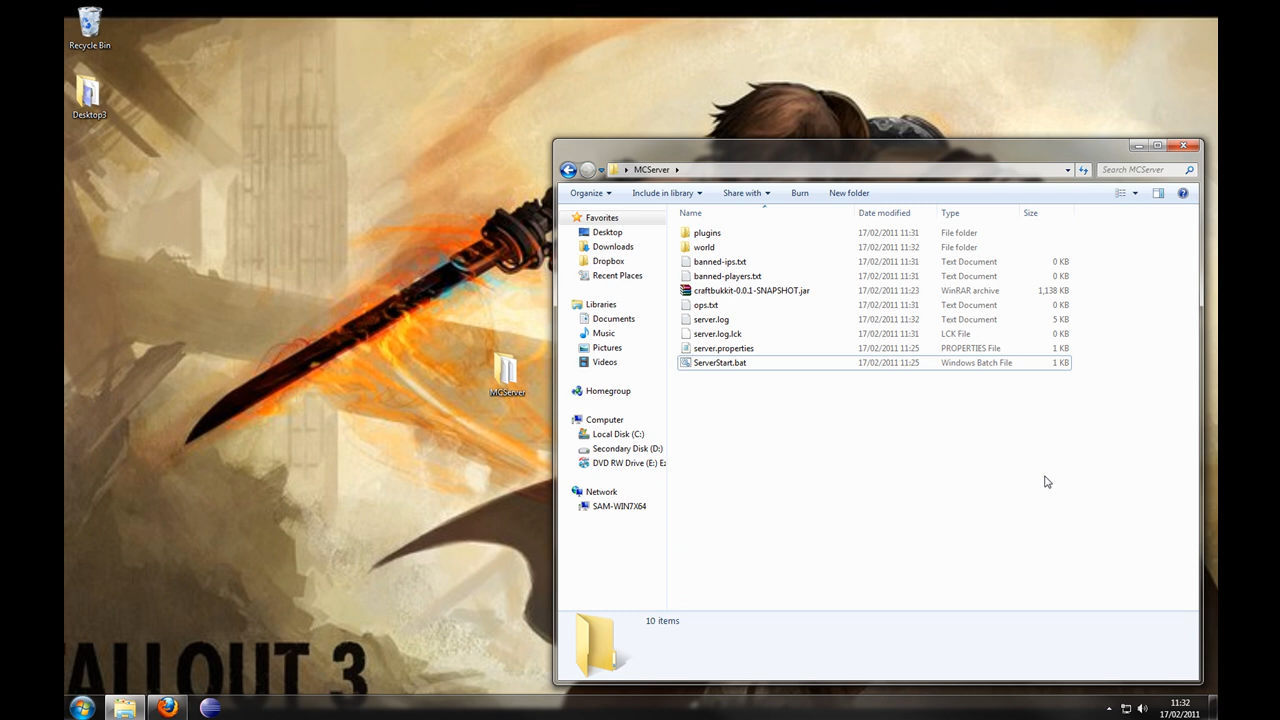 Recycle Bin
Desktop3
MCServer
MCServer
Search MCServer
Organize Include in library Share with Burn New folder
Name Date modified Type Size
Favorites
Desktop
Downloads
Dropbox
Recent Places
Libraries
Documents
Music
Pictures
Videos
Homegroup
Computer
Local Disk (C:)
Secondary Disk (D:)
DVD RW Drive (E:) Ez
Network
SAM-WIN7X64
plugins 17/02/2011 11:31 File folder
world 17/02/2011 11:32 File folder
banned-ips.txt 17/02/2011 11:31 Text Document 0 KB
banned-players.txt 17/02/2011 11:31 Text Document 0 KB
craftbukkit-0.0.1-SNAPSHOT.jar 17/02/2011 11:23 WinRAR archive 1,138 KB
ops.txt 17/02/2011 11:31 Text Document 0 KB
server.log 17/02/2011 11:32 Text Document 5 KB
server.log.lck 17/02/2011 11:31 LCK File 0 KB
server.properties 17/02/2011 11:25 PROPERTIES File 1 KB
ServerStart.bat 17/02/2011 11:25 Windows Batch File 1 KB
10 items
ALLOUT 3
11:32
17/02/2011